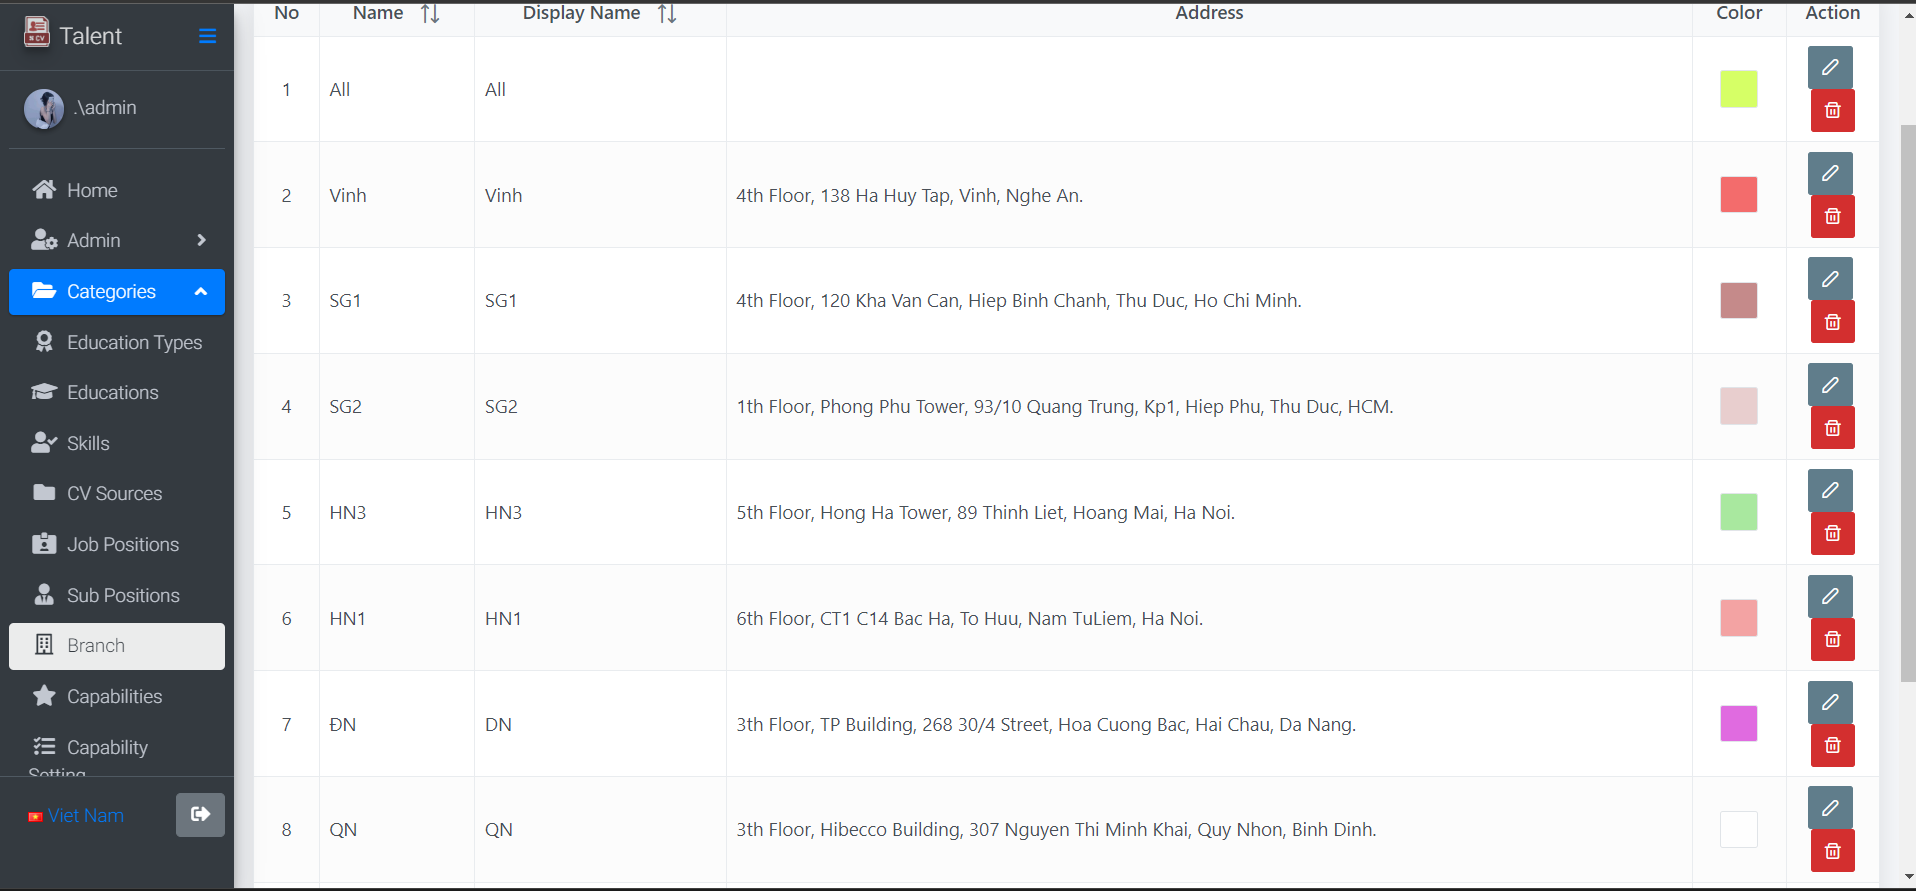 Talent
N CV
.\admin
Home
Admin
Categories
Education Types
Educations
Skills
CV Sources
Job Positions
Sub Positions
Branch
Capabilities
Capability
Setting
Viet Nam
No Name Display Name Address Color Action
1 All All
2 Vinh Vinh 4th Floor, 138 Ha Huy Tap, Vinh, Nghe An.
3 SG1 SG1 4th Floor, 120 Kha Van Can, Hiep Binh Chanh, Thu Duc, Ho Chi Minh.
4 SG2 SG2 1th Floor, Phong Phu Tower, 93/10 Quang Trung, Kp1, Hiep Phu, Thu Duc, HCM.
5 HN3 HN3 5th Floor, Hong Ha Tower, 89 Thinh Liet, Hoang Mai, Ha Noi.
6 HN1 HN1 6th Floor, CT1 C14 Bac Ha, To Huu, Nam TuLiem, Ha Noi.
7 ĐN DN 3th Floor, TP Building, 268 30/4 Street, Hoa Cuong Bac, Hai Chau, Da Nang.
8 QN QN 3th Floor, Hibecco Building, 307 Nguyen Thi Minh Khai, Quy Nhon, Binh Dinh.